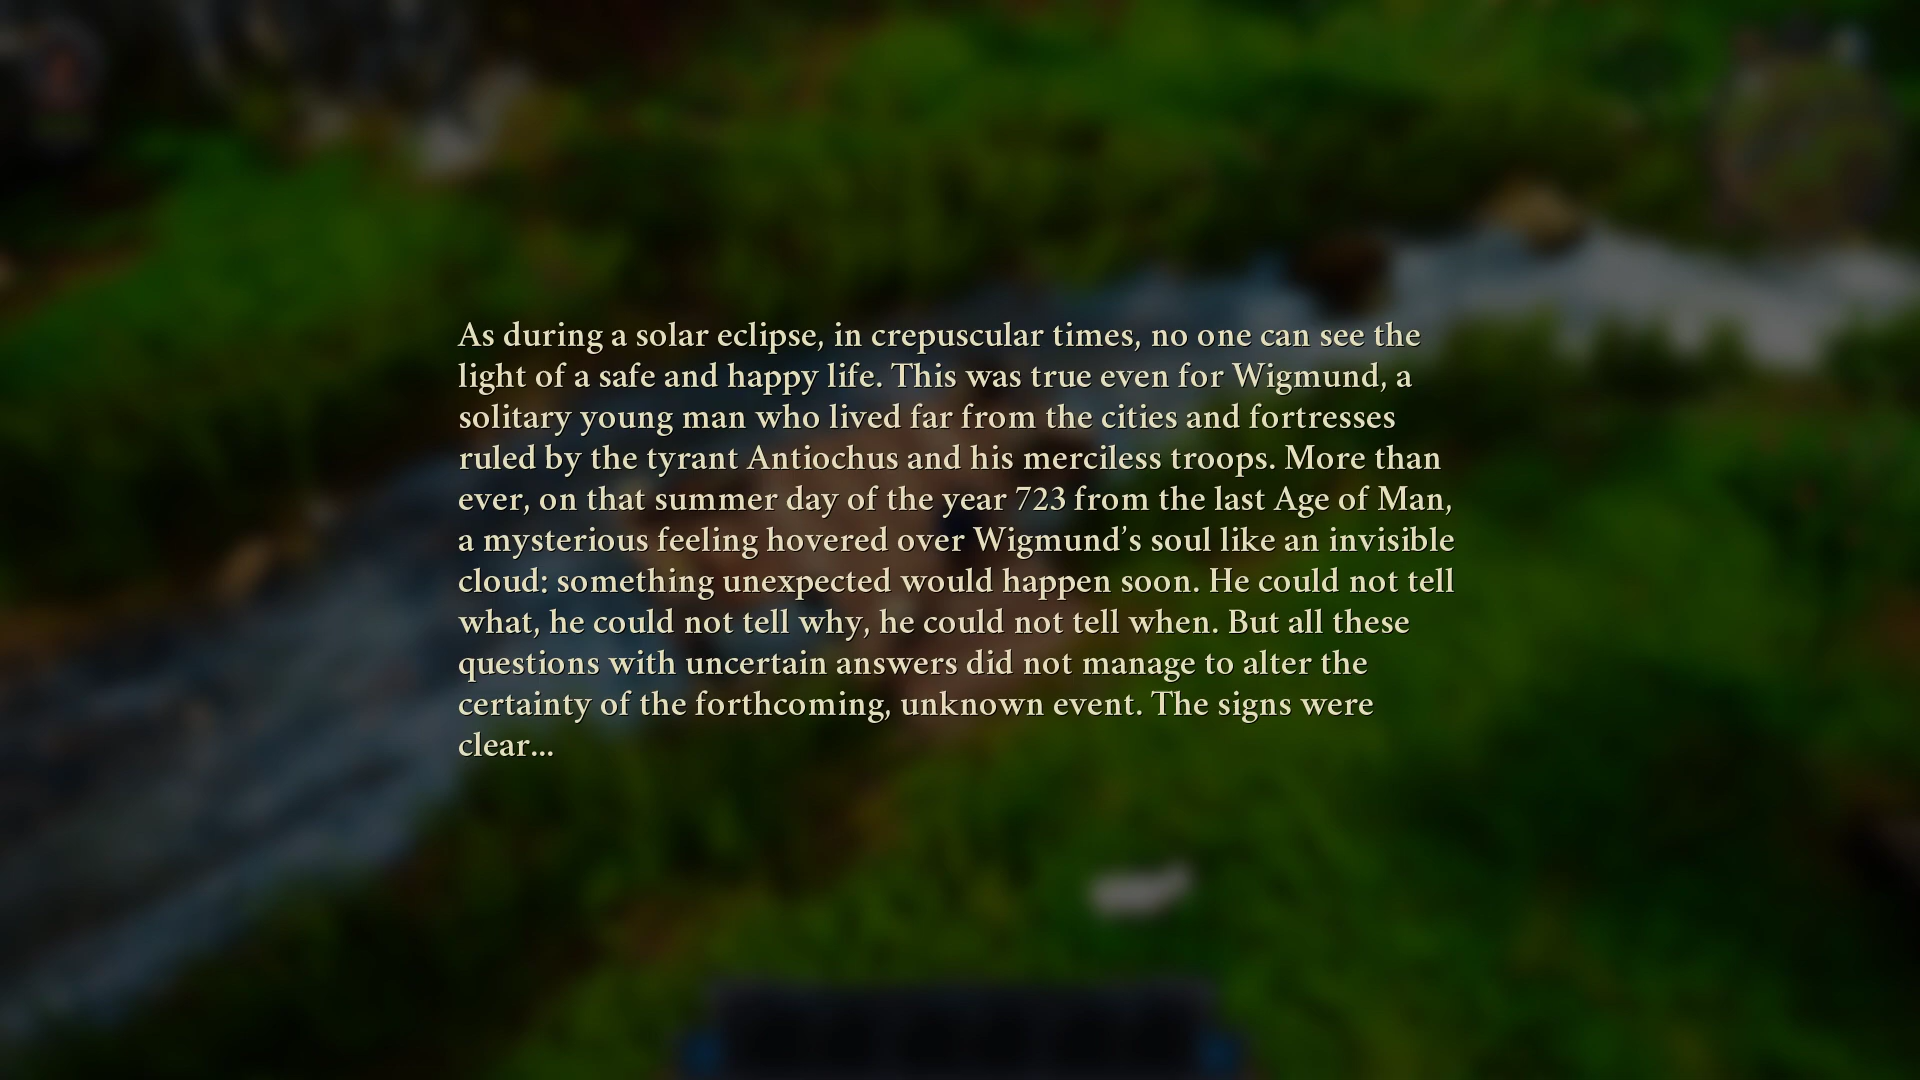 As during a solar eclipse, in crepuscular times, no one can see the
light of a safe and happy life. This was true even for Wigmund, a
solitary young man who lived far from the cities and fortresses
ruled by the tyrant Antiochus and his merciless troops. More than
ever, on that summer day of the year 723 from the last Age of Man,
a mysterious feeling hovered over Wigmund’s soul like an invisible
cloud: something unexpected would happen soon. He could not tell
what, he could not tell why, he could not tell when. But all these
questions with uncertain answers did not manage to alter the
certainty of the forthcoming, unknown event. The signs were
clear...